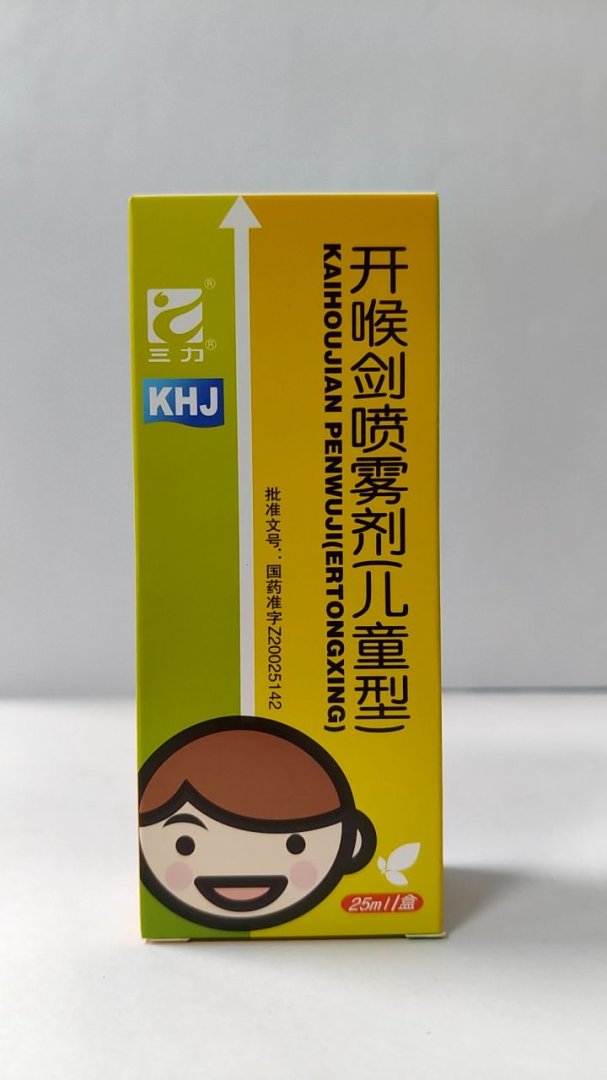 三力®
®
KHJ
开喉剑喷雾剂(儿童型)
KAIHOUJIAN PENWUJI(ERTONGXING)
批准文号：国药准字Z20025142
25ml/盒